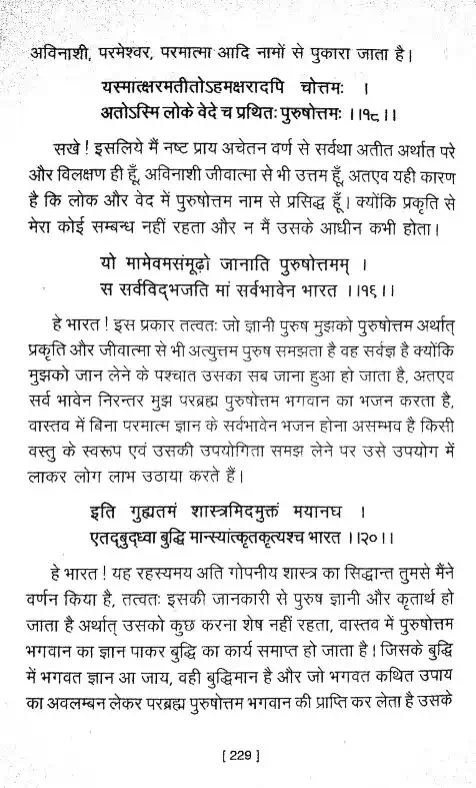 अविनाशी, परमेश्वर, परमात्मा आदि नामों से पुकारा जाता है।
यस्मात्क्षरमतीतोऽहमक्षरादपि चोत्तमः ।
अतोऽस्मि लोके वेदे च प्रथितः पुरुषोत्तमः ।।१८।।
सखे ! इसलिये मैं नष्ट प्राय अचेतन वर्ण से सर्वथा अतीत अर्थात परे
और विलक्षण ही हूँ, अविनाशी जीवात्मा से भी उत्तम हूँ, अतएव यही कारण
है कि लोक और वेद में पुरुषोत्तम नाम से प्रसिद्ध हूँ। क्योंकि प्रकृति से
मेरा कोई सम्बन्ध नहीं रहता और न मैं उसके आधीन कभी होता।
यो मामेवमसंमूढो जानाति पुरुषोत्तमम् ।
स सर्वविद्भजति मां सर्वभावेन भारत ।।१९।।
हे भारत ! इस प्रकार तत्वतः जो ज्ञानी पुरुष मुझको पुरुषोत्तम अर्थात्
प्रकृति और जीवात्मा से भी अत्युत्तम पुरुष समझता है वह सर्वज्ञ है क्योंकि
मुझको जान लेने के पश्चात उसका सब जाना हुआ हो जाता है, अतएव
सर्व भावेन निरन्तर मुझ परब्रह्म पुरुषोत्तम भगवान का भजन करता है,
वास्तव में बिना परमात्म ज्ञान के सर्वभावेन भजन होना असम्भव है किसी
वस्तु के स्वरूप एवं उसकी उपयोगिता समझ लेने पर उसे उपयोग में
लाकर लोग लाभ उठाया करते हैं।
इति गुह्यतमं शास्त्रमिदमुक्तं मयानघ ।
एतद्बुद्ध्वा बुद्धि मान्स्यांत्कृतकृत्यश्च भारत ।।२०।।
हे भारत ! यह रहस्यमय अति गोपनीय शास्त्र का सिद्धान्त तुमसे मैंने
वर्णन किया है, तत्वतः इसकी जानकारी से पुरुष ज्ञानी और कृतार्थ हो
जाता है अर्थात् उसको कुछ करना शेष नहीं रहता, वास्तव में पुरुषोत्तम
भगवान का ज्ञान पाकर बुद्धि का कार्य समाप्त हो जाता है। जिसके बुद्धि
में भगवत ज्ञान आ जाय, वही बुद्धिमान है और जो भगवत कथित उपाय
का अवलम्बन लेकर परब्रह्म पुरुषोत्तम भगवान की प्राप्ति कर लेता है उसके
[ 229 ]